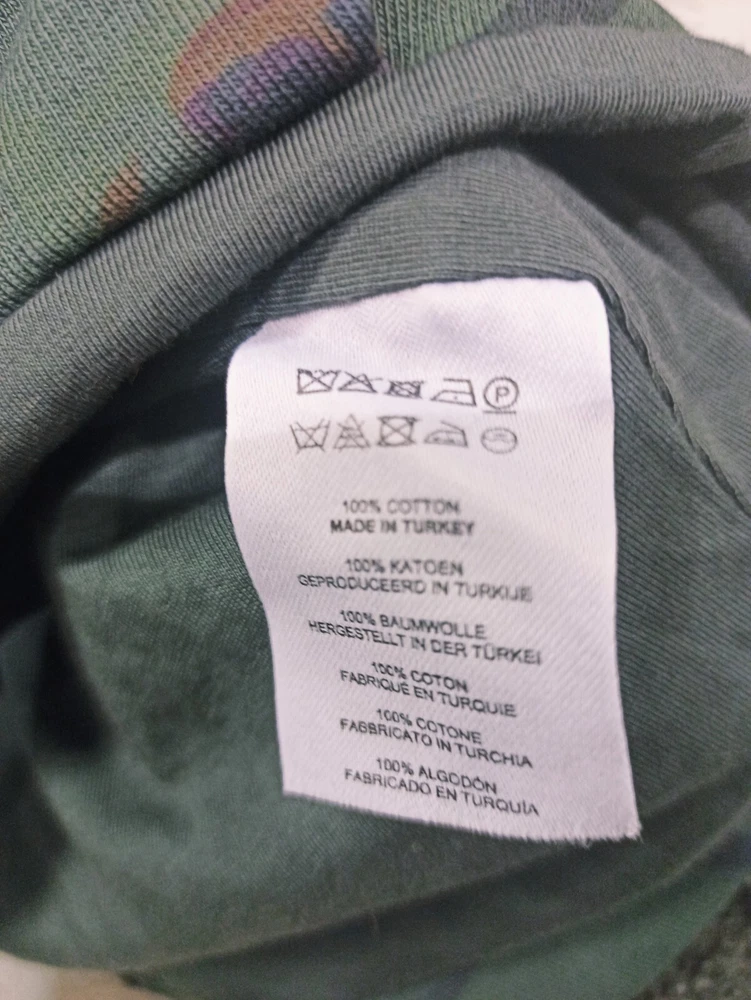 P
100% COTTON
MADE IN TURKEY
100% KATOEN
GEPRODUCEERD IN TURKIJE
100% BAUMWOLLE
HERGESTELLT IN DER TÜRKEI
100% COTON
FABRIQUÉ EN TURQUIE
100% COTONE
FABBRICATO IN TURCHIA
100% ALGODÓN
FABRICADO EN TURQUÍA